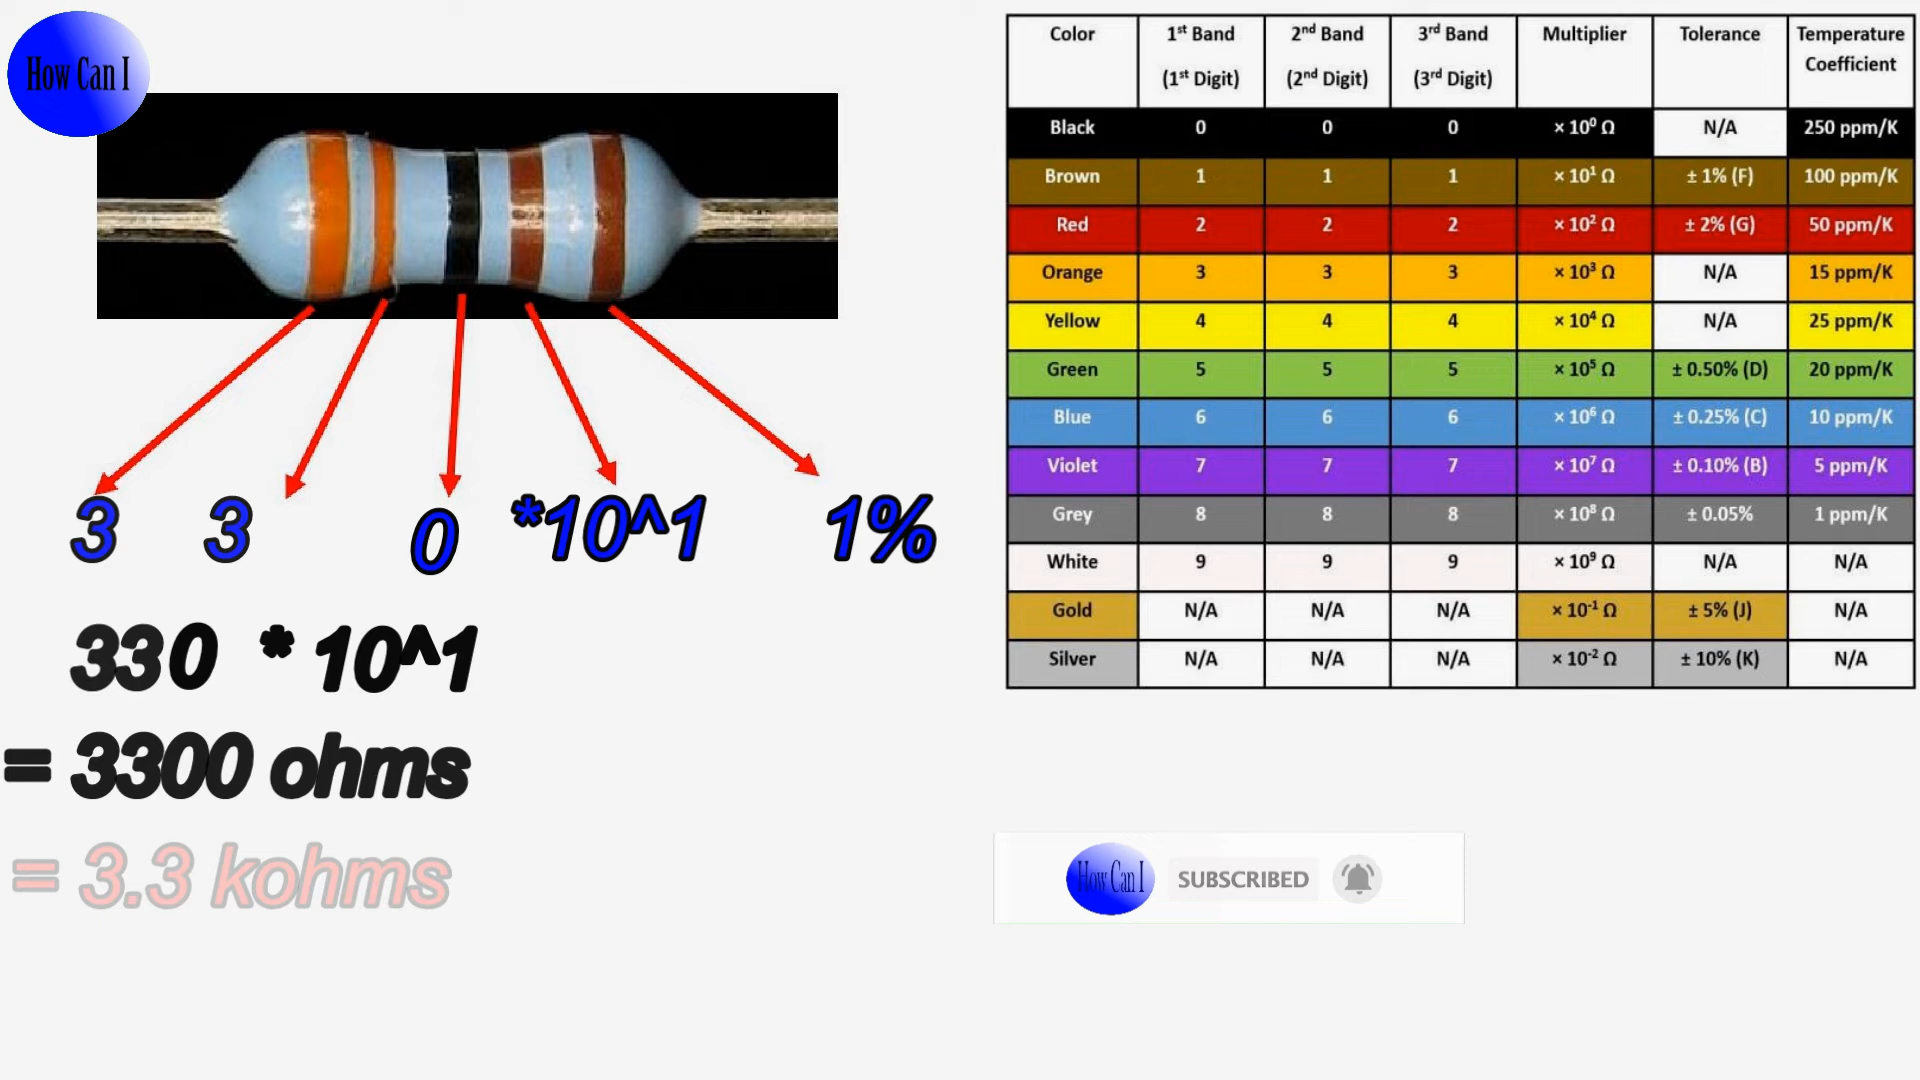 How Can I
3 3 0 *10^1 1%
330 * 10^1
= 3300 ohms
= 3.3 kohms
Color 1st Band (1st Digit) 2nd Band (2nd Digit) 3rd Band (3rd Digit) Multiplier Tolerance Temperature Coefficient
Black 0 0 0 × 10⁰ Ω N/A 250 ppm/K
Brown 1 1 1 × 10¹ Ω ± 1% (F) 100 ppm/K
Red 2 2 2 × 10² Ω ± 2% (G) 50 ppm/K
Orange 3 3 3 × 10³ Ω N/A 15 ppm/K
Yellow 4 4 4 × 10⁴ Ω N/A 25 ppm/K
Green 5 5 5 × 10⁵ Ω ± 0.50% (D) 20 ppm/K
Blue 6 6 6 × 10⁶ Ω ± 0.25% (C) 10 ppm/K
Violet 7 7 7 × 10⁷ Ω ± 0.10% (B) 5 ppm/K
Grey 8 8 8 × 10⁸ Ω ± 0.05% 1 ppm/K
White 9 9 9 × 10⁹ Ω N/A N/A
Gold N/A N/A N/A × 10⁻¹ Ω ± 5% (J) N/A
Silver N/A N/A N/A × 10⁻² Ω ± 10% (K) N/A
How Can I SUBSCRIBED